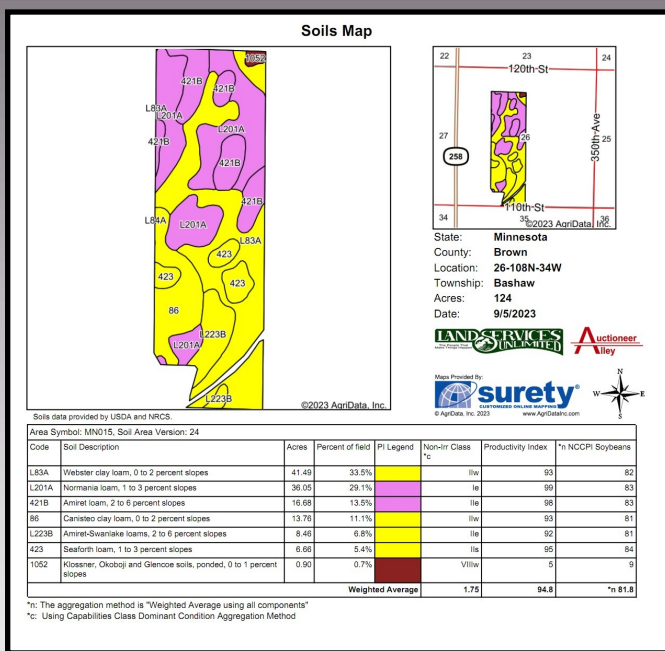 Soils Map
1052
421B
421B
L83A
L201A
L201A
421B
421B
421B
L84A
L201A
L83A
423
423
423
86
L223B
L201A
L223B
©2023 AgriData, Inc.
Soils data provided by USDA and NRCS.
22 23 24
120th St
27 26 25
258
350th Ave
110th St
34 35 36
©2023 AgriData, Inc.
State: Minnesota
County: Brown
Location: 26-108N-34W
Township: Bashaw
Acres: 124
Date: 9/5/2023
LAND SERVICES UNLIMITED
Auctioneer Alley
Maps Provided By:
surety®
CUSTOMIZED ONLINE MAPPING
© AgriData, Inc. 2023 www.AgriDataInc.com
N
W E
S
Area Symbol: MN015, Soil Area Version: 24
Code Soil Description Acres Percent of field PI Legend Non-Irr Class *c Productivity Index *n NCCPI Soybeans
L83A Webster clay loam, 0 to 2 percent slopes 41.49 33.5% IIw 93 82
L201A Normania loam, 1 to 3 percent slopes 36.05 29.1% Ie 99 83
421B Amiret loam, 2 to 6 percent slopes 16.68 13.5% IIe 98 83
86 Canisteo clay loam, 0 to 2 percent slopes 13.76 11.1% IIw 93 81
L223B Amiret-Swanlake loams, 2 to 6 percent slopes 8.46 6.8% IIe 92 81
423 Seaforth loam, 1 to 3 percent slopes 6.66 5.4% IIs 95 84
1052 Klossner, Okoboji and Glencoe soils, ponded, 0 to 1 percent slopes 0.90 0.7% VIIIw 5 9
Weighted Average 1.75 94.8 *n 81.8
*n: The aggregation method is "Weighted Average using all components"
*c: Using Capabilities Class Dominant Condition Aggregation Method